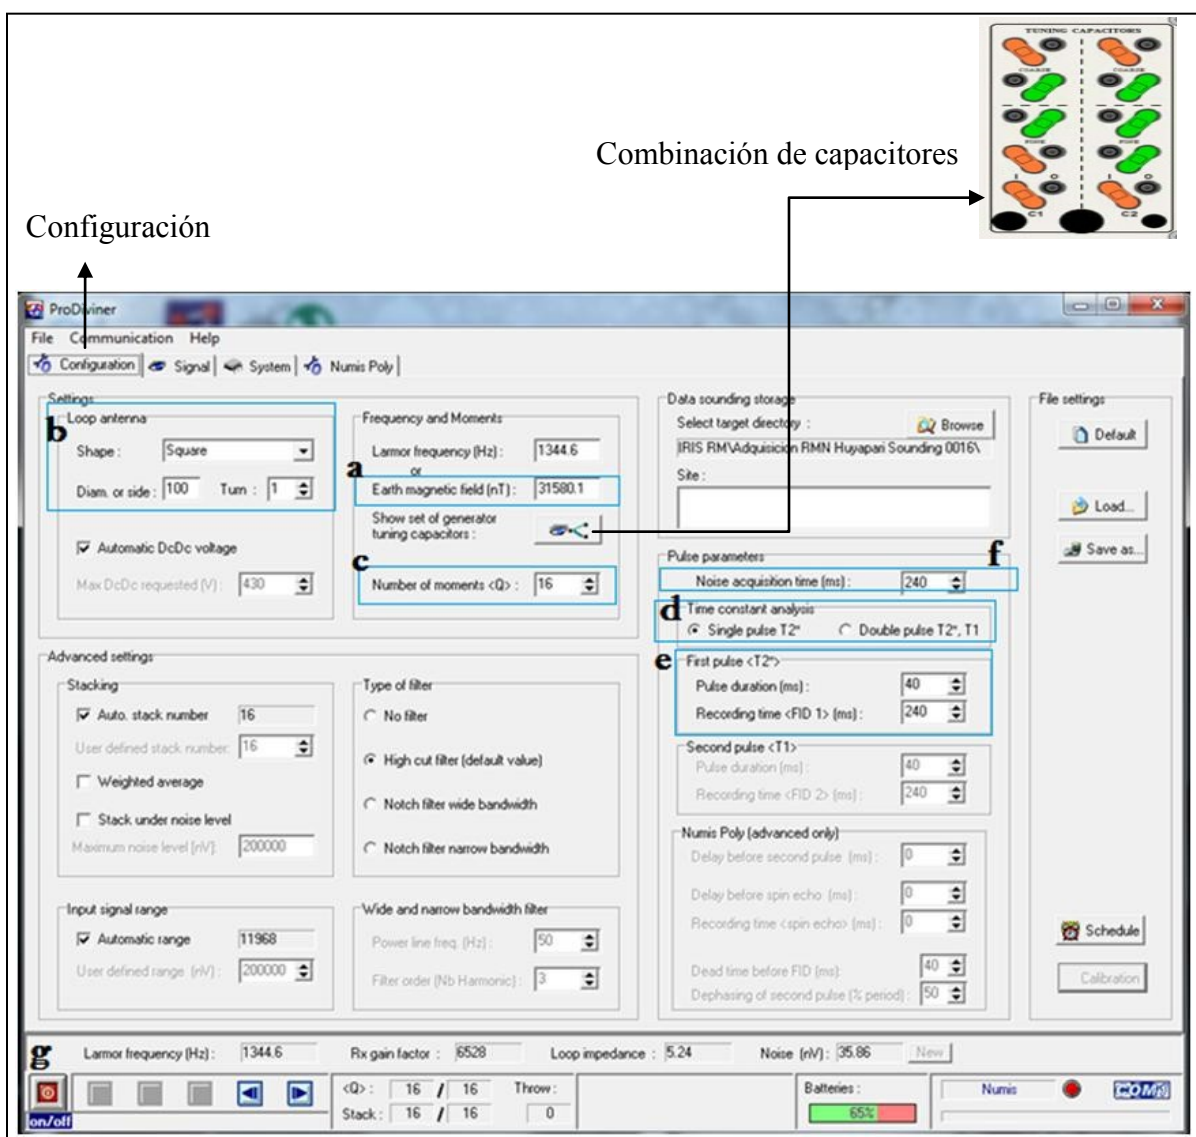 TUNING CAPACITORS
COARSE COARSE
FINE FINE
I O I O
C1 C2
Combinación de capacitores
Configuración
ProDiviner
File Communication Help
Configuration Signal System Numis Poly
Settings
b
Loop antenna
Shape : Square
Diam. or side : 100 Turn : 1
Automatic DcDc voltage
Max DcDc requested (V) : 430
Frequency and Moments
Larmor frequency (Hz) : 1344.6
or
a
Earth magnetic field (nT) : 31580.1
Show set of generator
tuning capacitors :
c
Number of moments <Q> : 16
Data sounding storage
Select target directory : Browse
IRIS RM\Adquisicion RMN Huyapari Sounding 0016\
Site :
File settings
Default
Load...
Save as...
Pulse parameters
f
Noise acquisition time (ms) : 240
d
Time constant analysis
Single pulse T2* Double pulse T2*, T1
e
First pulse <T2*>
Pulse duration (ms) : 40
Recording time <FID 1> (ms) : 240
Second pulse <T1>
Pulse duration (ms) : 40
Recording time <FID 2> (ms) : 240
Numis Poly (advanced only)
Delay before second pulse (ms) : 0
Delay before spin echo (ms) : 0
Recording time <spin echo> (ms) : 0
Dead time before FID (ms): 40
Dephasing of second pulse (% period) : 50
Advanced settings
Stacking
Auto. stack number 16
User defined stack number: 16
Weighted average
Stack under noise level
Maximum noise level (nV): 200000
Type of filter
No filter
High cut filter (default value)
Notch filter wide bandwidth
Notch filter narrow bandwidth
Input signal range
Automatic range 11968
User defined range (nV) : 200000
Wide and narrow bandwidth filter
Power line freq. (Hz) : 50
Filter order (Nb Harmonic) : 3
Schedule
Calibration
g
Larmor frequency (Hz) : 1344.6 Rx gain factor : 6528 Loop impedance : 5.24 Noise (nV) : 35.86 New
on/off
<Q> : 16 / 16 Throw :
Stack : 16 / 16 0
Batteries :
65%
Numis
COM1